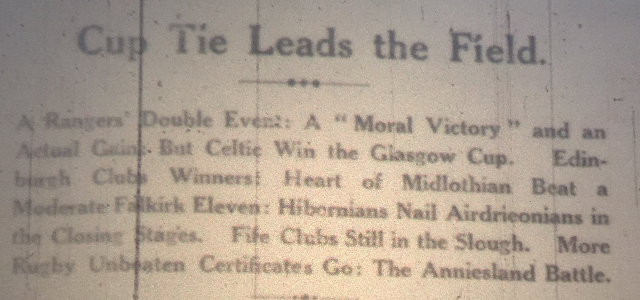 Cup Tie Leads the Field.
A Rangers' Double Event: A "Moral Victory" and an
Actual Gain. But Celtic Win the Glasgow Cup. Edin-
burgh Clubs Winners: Heart of Midlothian Beat a
Moderate Falkirk Eleven: Hibernians Nail Airdrieonians in
the Closing Stages. Fife Clubs Still in the Slough. More
Rugby Unbeaten Certificates Go: The Anniesland Battle.